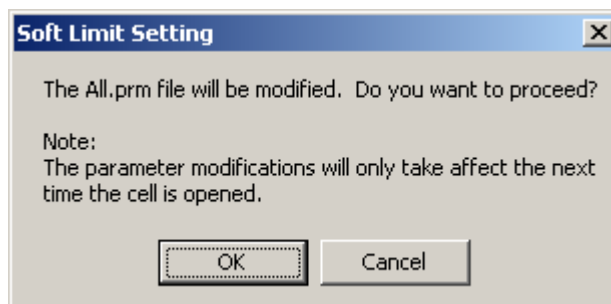 Soft Limit Setting
The All.prm file will be modified.  Do you want to proceed?
Note:
The parameter modifications will only take affect the next
time the cell is opened.
OK
Cancel